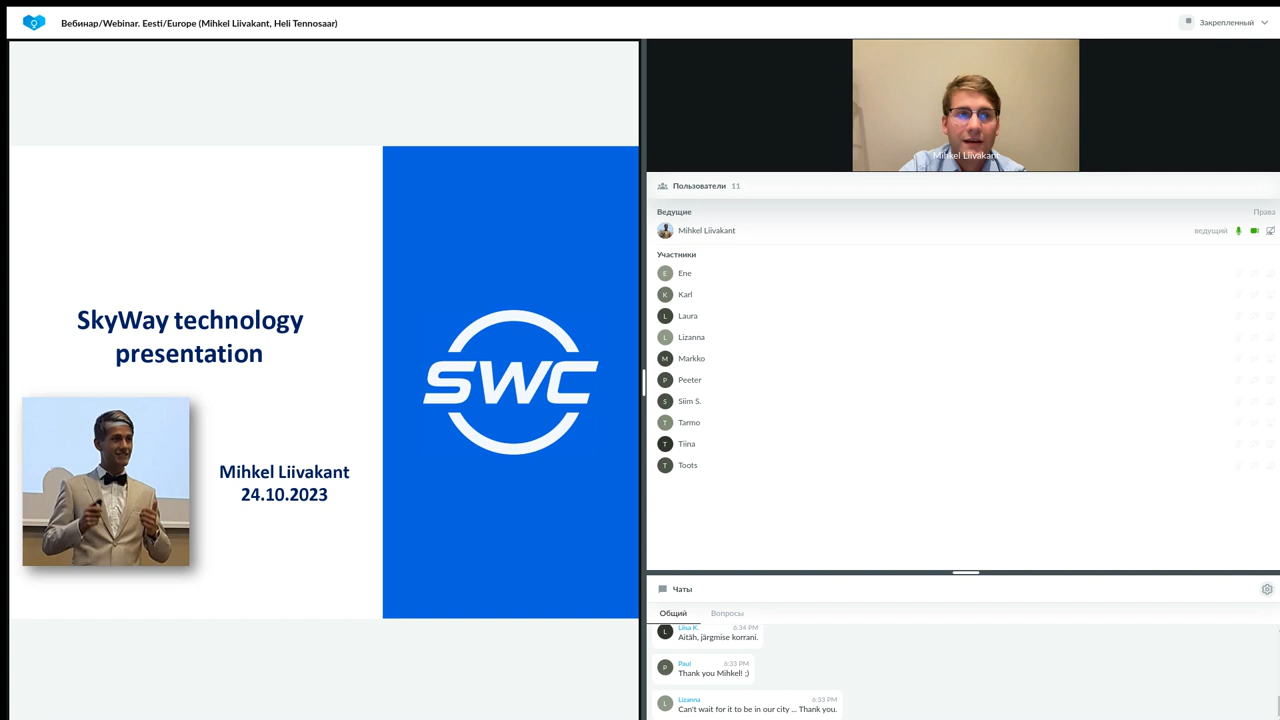 Вебинар/Webinar. Eesti/Europe (Mihkel Liivakant, Heli Tennosaar)
Закрепленный
SkyWay technology
presentation
Mihkel Liivakant
24.10.2023
SWC
Mihkel Liivakant
Пользователи 11
Ведущие Права
Mihkel Liivakant ведущий
Участники
E Ene
K Karl
L Laura
L Lizanna
M Markko
P Peeter
S Siim S.
T Tarmo
T Tiina
T Toots
Чаты
Общий Вопросы
L Liisa K. 6:34 PM
Aitäh, järgmise korrani.
P Paul 6:33 PM
Thank you Mihkel! ;)
L Lizanna 6:33 PM
Can't wait for it to be in our city ... Thank you.